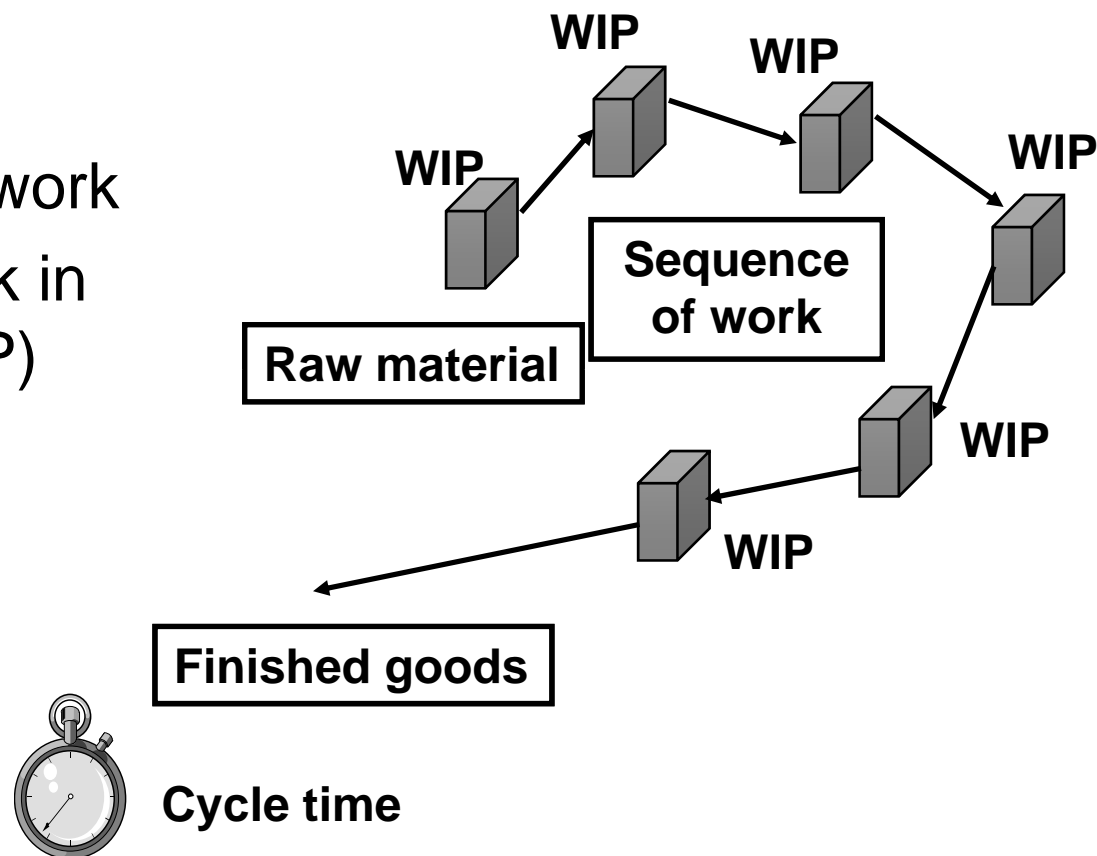 WIP
WIP
WIP
WIP
work
k in
P)
Sequence
of work
Raw material
WIP
WIP
Finished goods
Cycle time